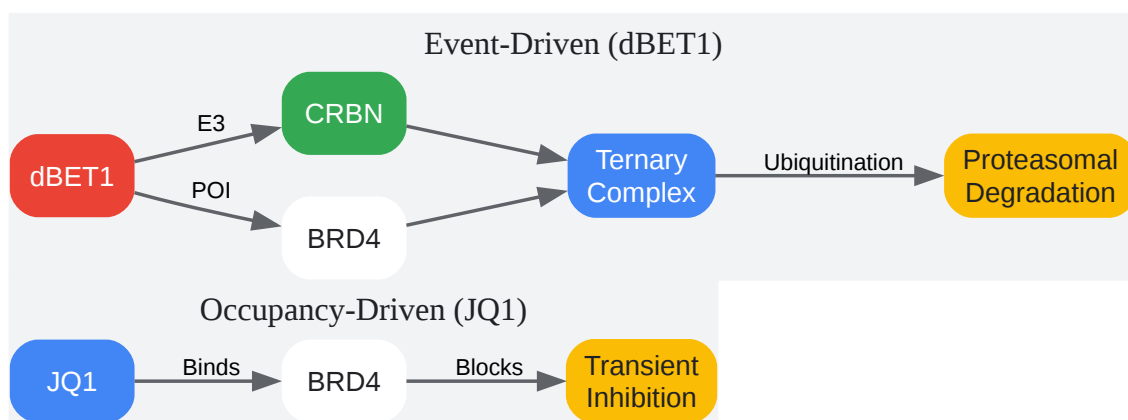 Event-Driven (dBET1)
CRBN
E3
dBET1
POI
BRD4
Ternary
Complex
Ubiquitination
Proteasomal
Degradation
Occupancy-Driven (JQ1)
JQ1
Binds
BRD4
Blocks
Transient
Inhibition